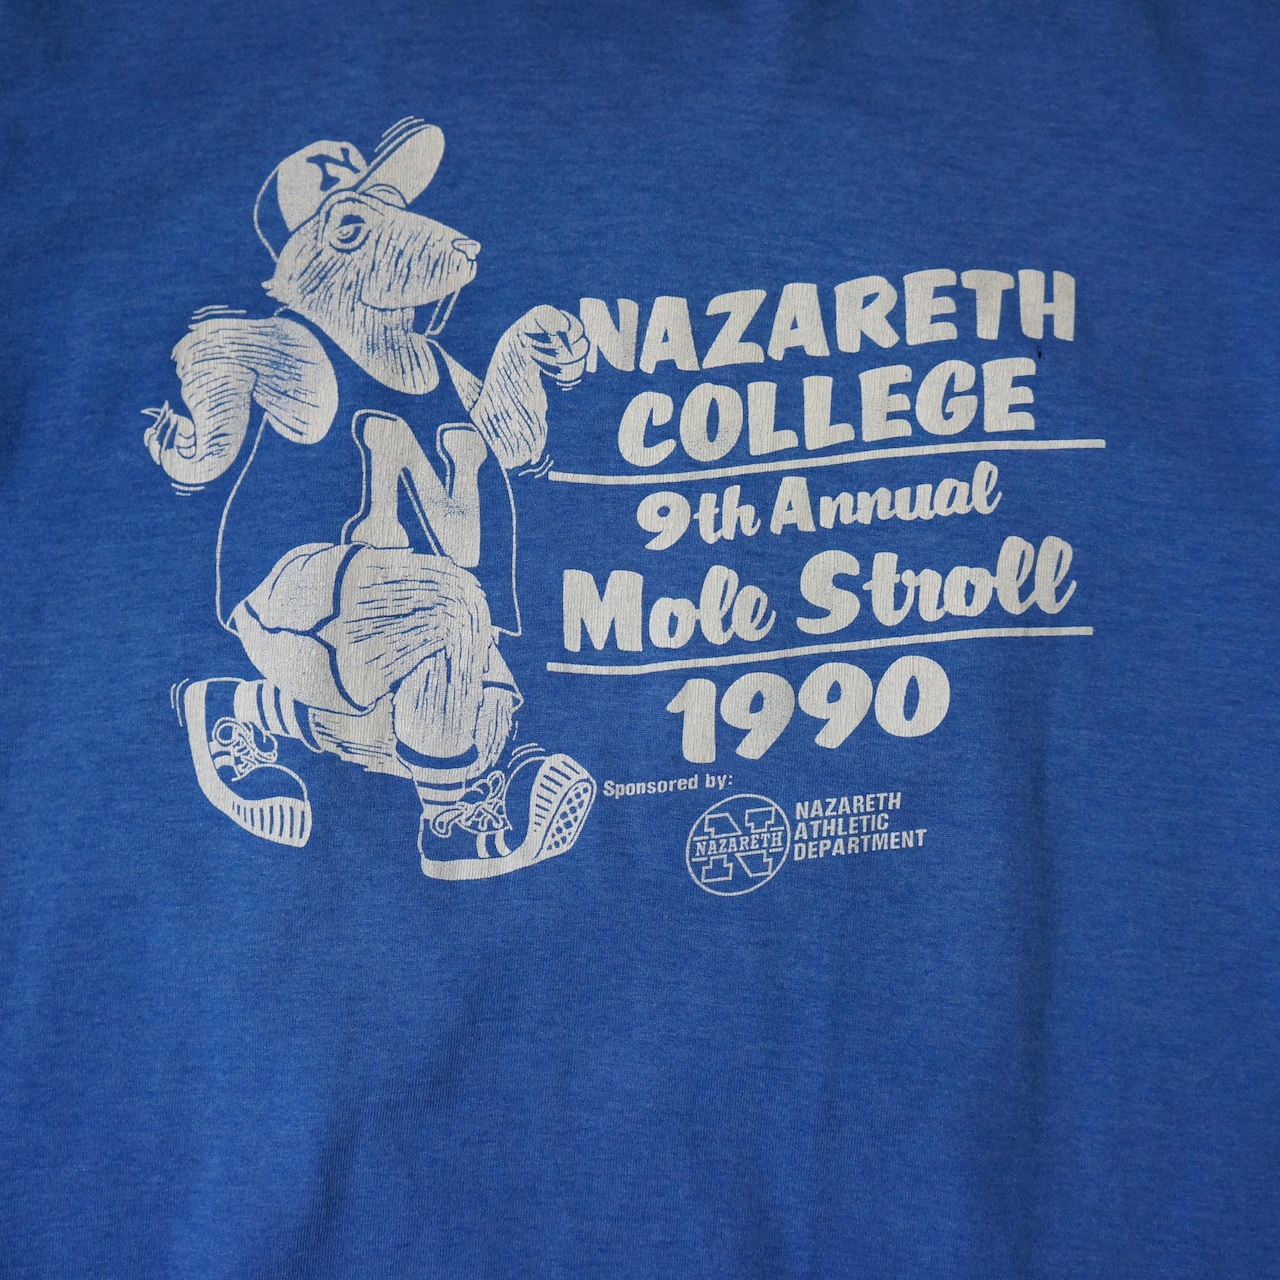 N
N
NAZARETH
COLLEGE
9th Annual
Mole Stroll
1990
Sponsored by:
N
NAZARETH
NAZARETH
ATHLETIC
DEPARTMENT